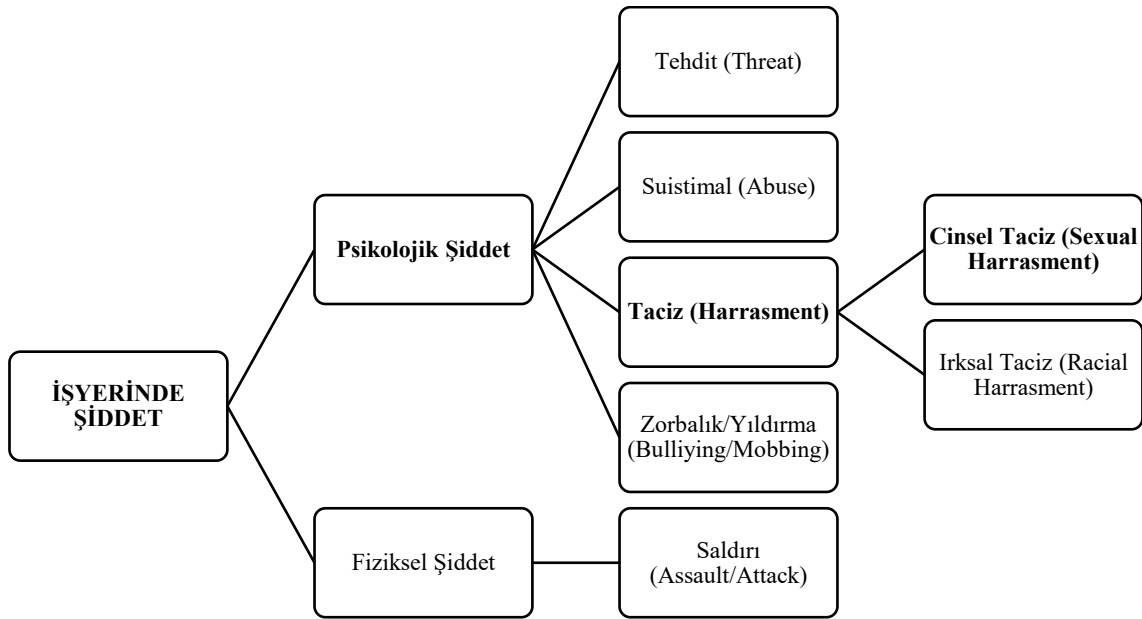 Tehdit (Threat)
Suistimal (Abuse)
Psikolojik Şiddet
Cinsel Taciz (Sexual
Harrasment)
Taciz (Harrasment)
Irksal Taciz (Racial
Harrasment)
İŞYERİNDE
ŞİDDET
Zorbalık/Yıldırma
(Bulliying/Mobbing)
Fiziksel Şiddet
Saldırı
(Assault/Attack)